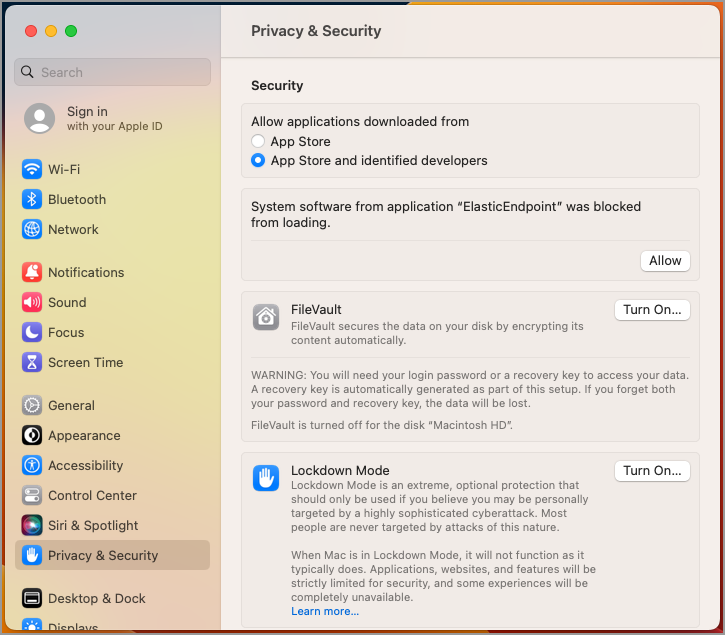 Privacy & Security
Search
Sign in
with your Apple ID
Wi-Fi
Bluetooth
Network
Notifications
Sound
Focus
Screen Time
General
Appearance
Accessibility
Control Center
Siri & Spotlight
Privacy & Security
Desktop & Dock
Displays
Security
Allow applications downloaded from
App Store
App Store and identified developers
System software from application “ElasticEndpoint” was blocked
from loading.
Allow
FileVault
Turn On...
FileVault secures the data on your disk by encrypting its
content automatically.
WARNING: You will need your login password or a recovery key to access your data.
A recovery key is automatically generated as part of this setup. If you forget both
your password and recovery key, the data will be lost.
FileVault is turned off for the disk “Macintosh HD”.
Lockdown Mode
Turn On...
Lockdown Mode is an extreme, optional protection that
should only be used if you believe you may be personally
targeted by a highly sophisticated cyberattack. Most
people are never targeted by attacks of this nature.
When Mac is in Lockdown Mode, it will not function as it
typically does. Applications, websites, and features will be
strictly limited for security, and some experiences will be
completely unavailable.
Learn more...